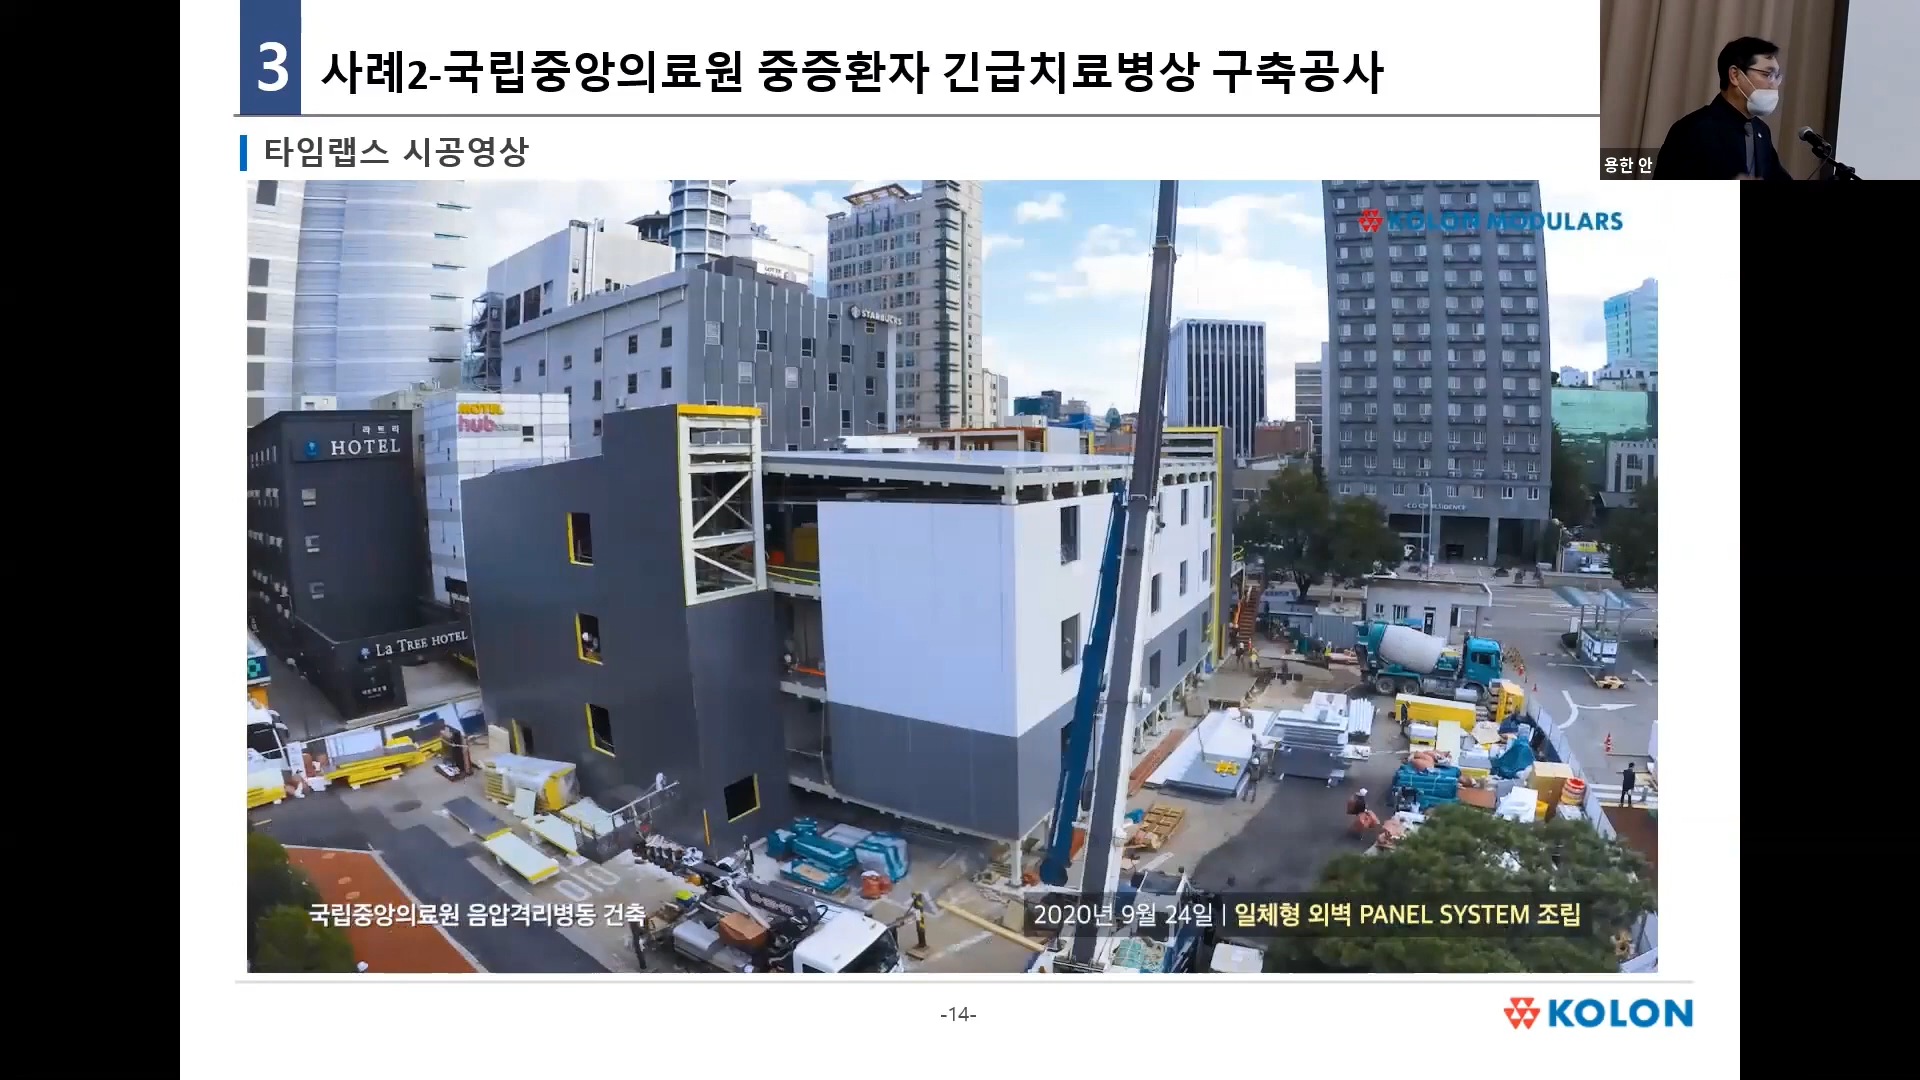 3
사례2-국립중앙의료원 중증환자 긴급치료병상 구축공사
용한 안
타임랩스 시공영상
KOLON MODULARS
STARBUCKS
MOTEL
hub
라트리
HOTEL
La TREE HOTEL
국립중앙의료원 음압격리병동 건축
2020년 9월 24일 | 일체형 외벽 PANEL SYSTEM 조립
-14-
KOLON